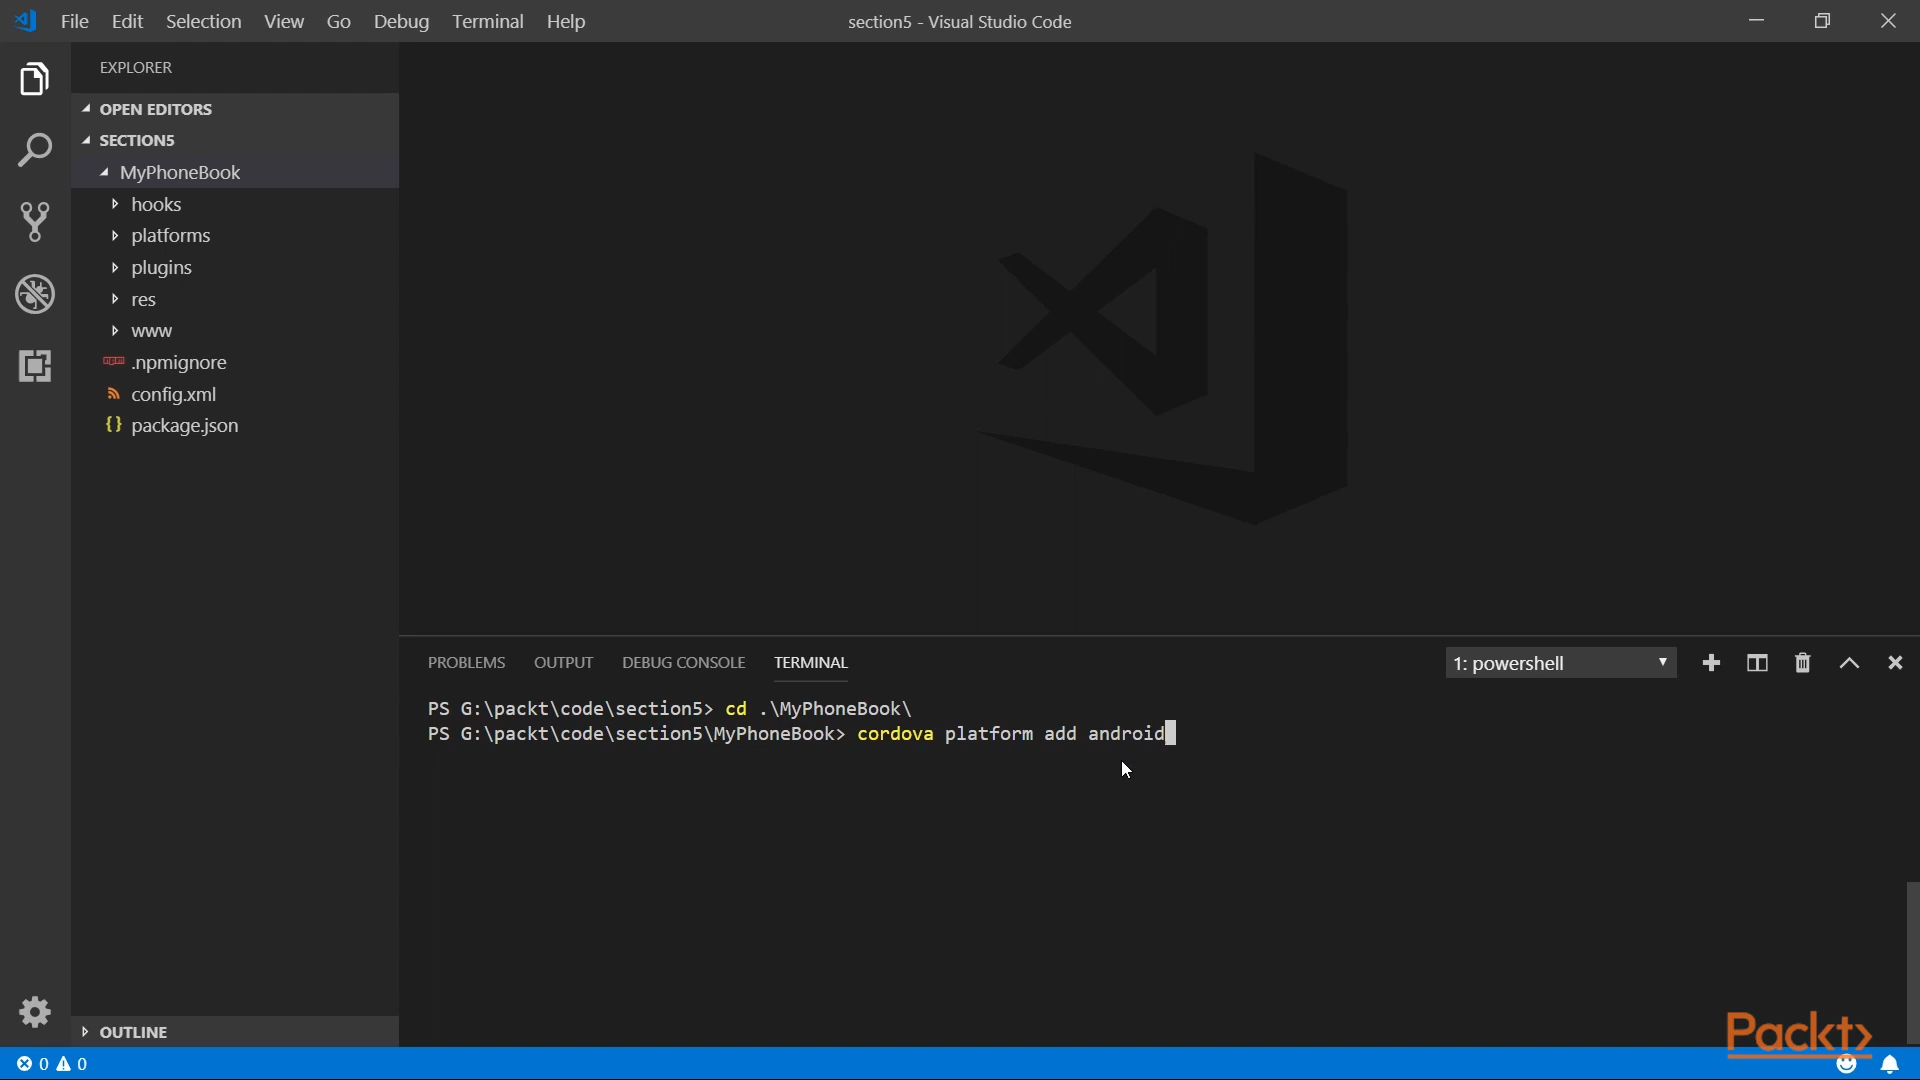 File Edit Selection View Go Debug Terminal Help
section5 - Visual Studio Code
EXPLORER
OPEN EDITORS
SECTION5
MyPhoneBook
hooks
platforms
plugins
res
www
.npmignore
config.xml
package.json
OUTLINE
PROBLEMS OUTPUT DEBUG CONSOLE TERMINAL
1: powershell
PS G:\packt\code\section5> cd .\MyPhoneBook\
PS G:\packt\code\section5\MyPhoneBook> cordova platform add android
Packt>
0 0